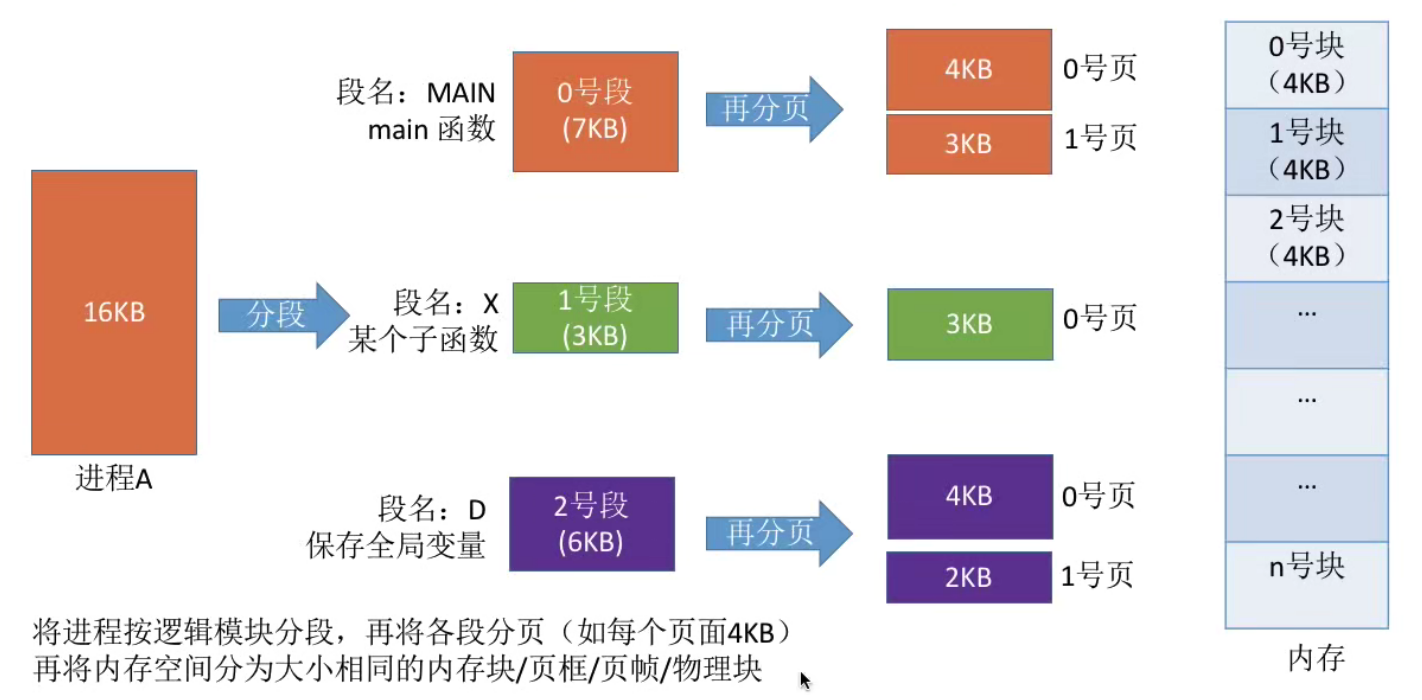 段名：MAIN
main 函数
0号段
(7KB)
再分页
4KB
0号页
3KB
1号页
16KB
进程A
分段
段名：X
某个子函数
1号段
(3KB)
再分页
3KB
0号页
段名：D
保存全局变量
2号段
(6KB)
再分页
4KB
0号页
2KB
1号页
0号块
（4KB）
1号块
（4KB）
2号块
（4KB）
...
...
...
n号块
内存
将进程按逻辑模块分段，再将各段分页（如每个页面4KB）
再将内存空间分为大小相同的内存块/页框/页帧/物理块